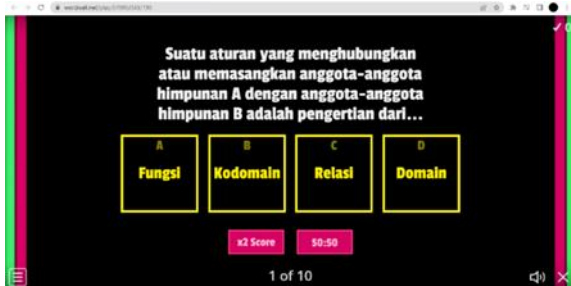 Suatu aturan yang menghubungkan
atau memasangkan anggota-anggota
himpunan A dengan anggota-anggota
himpunan B adalah pengertian dari...
A B C D
Fungsi Kodomain Relasi Domain
x2 Score 50:50
1 of 10